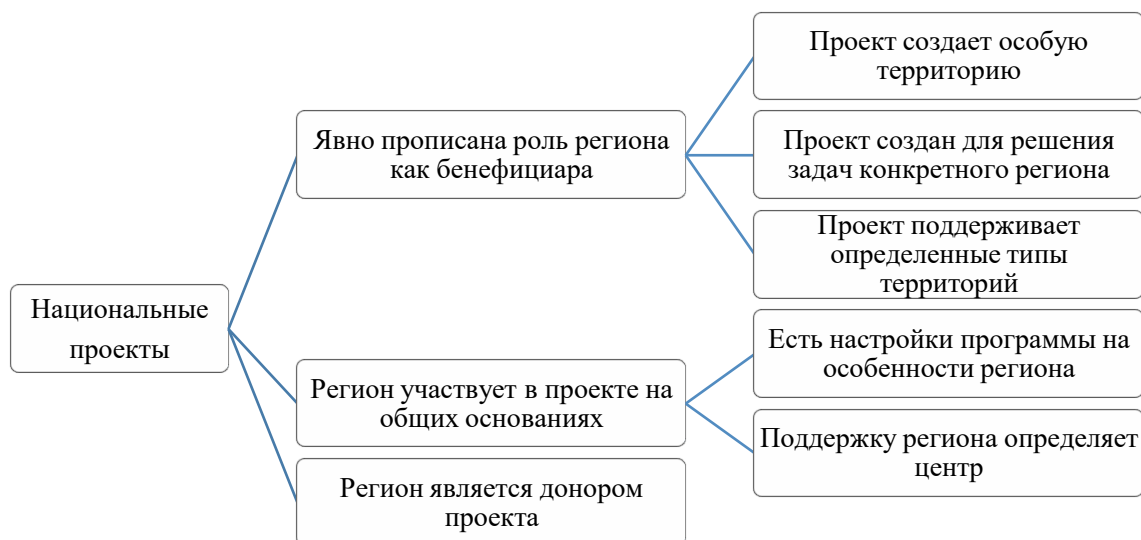 Национальные
проекты
Явно прописана роль региона
как бенефициара
Проект создает особую
территорию
Проект создан для решения
задач конкретного региона
Проект поддерживает
определенные типы
территорий
Регион участвует в проекте на
общих основаниях
Есть настройки программы на
особенности региона
Поддержку региона определяет
центр
Регион является донором
проекта